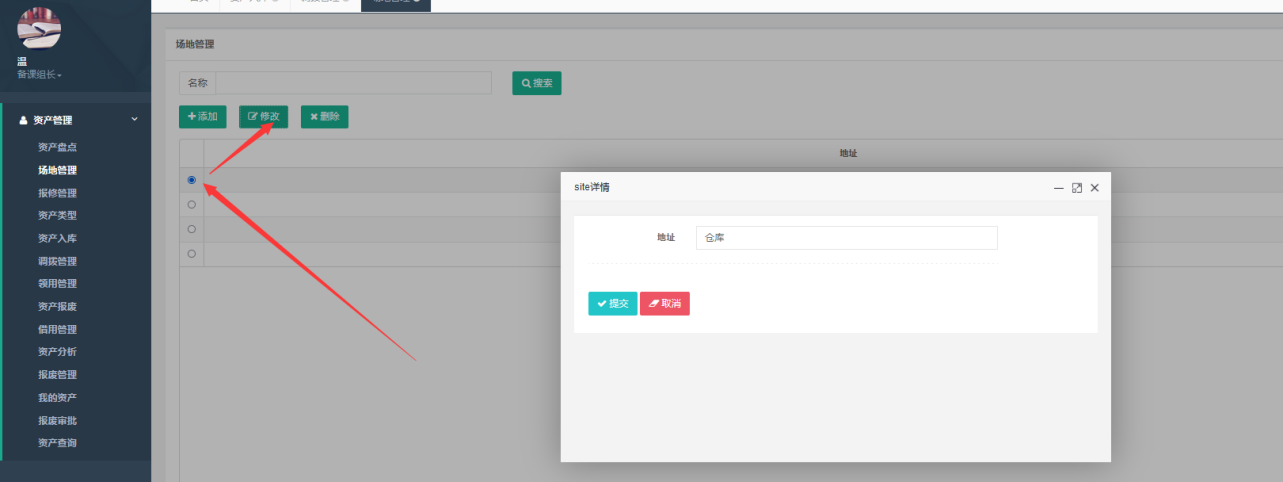 场地管理
温
备课组长
名称
搜索
添加 修改 删除
资产管理
地址
资产盘点
场地管理
site详情
报修管理
资产类型
资产入库
地址 仓库
调拨管理
领用管理
提交 取消
资产报废
借用管理
资产分析
报废管理
我的资产
报废审批
资产查询